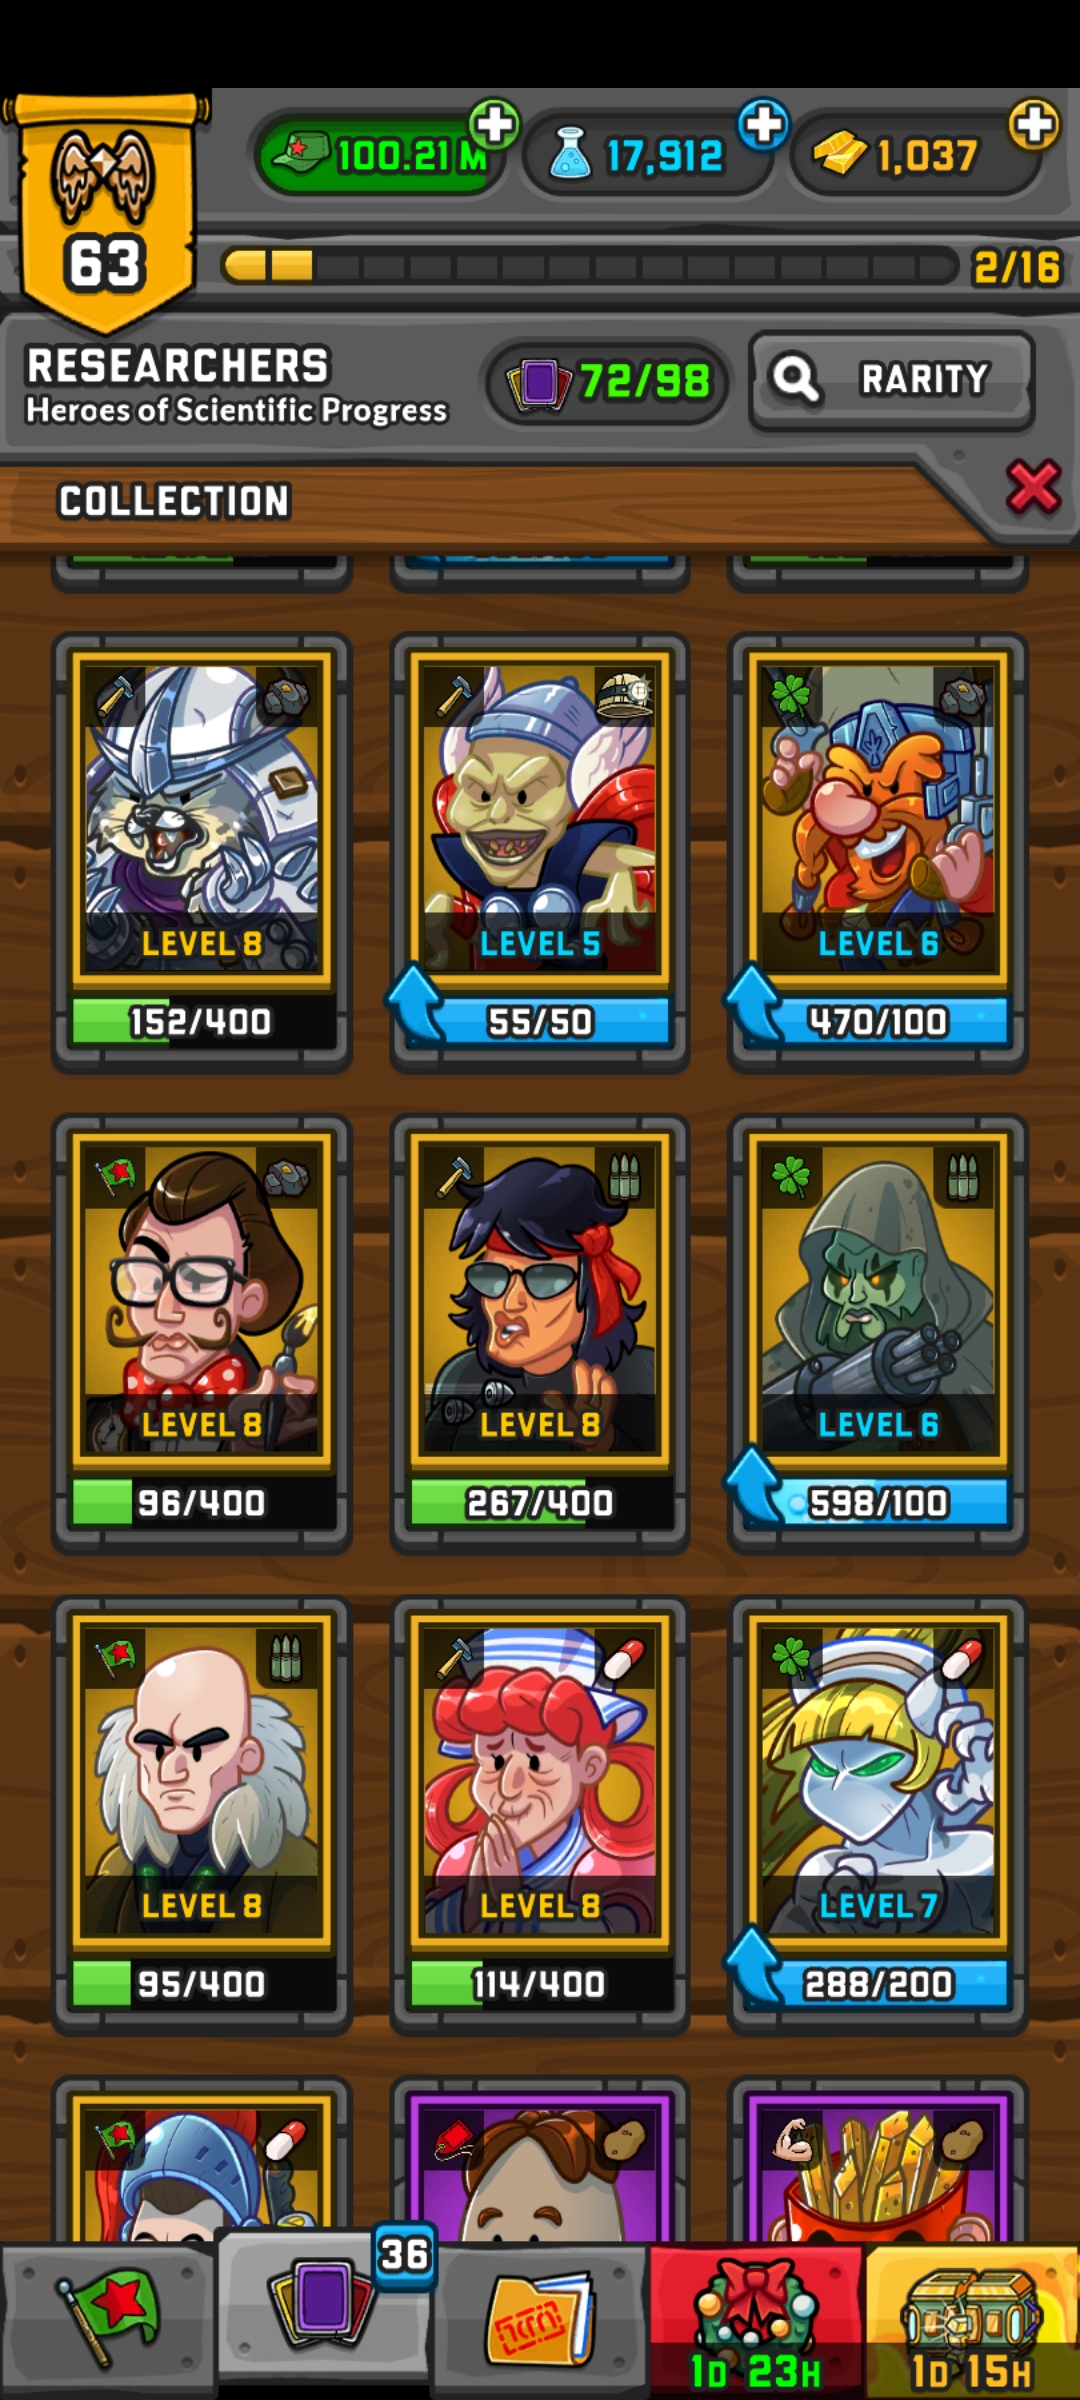 100.21 M
17,912
1,037
63
2/16
RESEARCHERS
Heroes of Scientific Progress
72/98
RARITY
COLLECTION
LEVEL 8
LEVEL 5
LEVEL 6
152/400
55/50
470/100
LEVEL 8
LEVEL 8
LEVEL 6
96/400
267/400
598/100
LEVEL 8
LEVEL 8
LEVEL 7
95/400
114/400
288/200
36
1D 23H
1D 15H